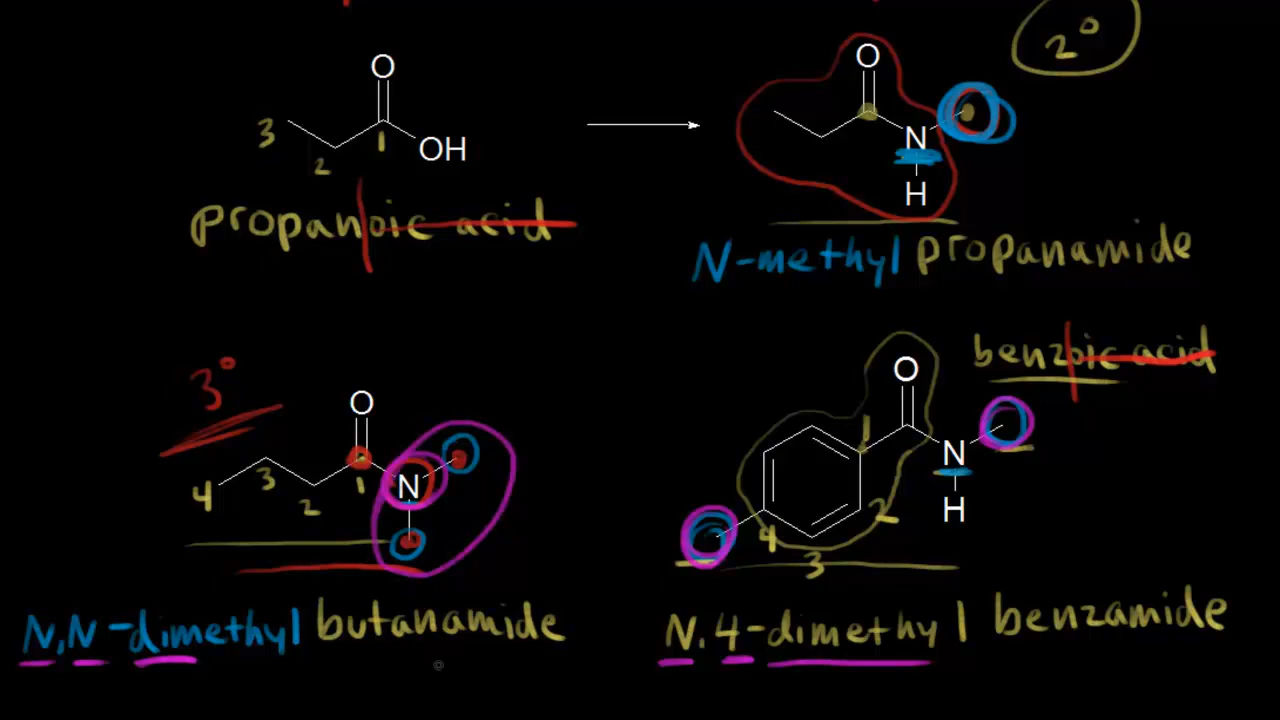 2°
O
3
2
1
OH
propanoic acid
O
N
H
N-methyl propanamide
3°
O
4
3
2
1
N
N,N-dimethyl butanamide
benzoic acid
O
1
2
3
4
N
H
N,4-dimethyl benzamide